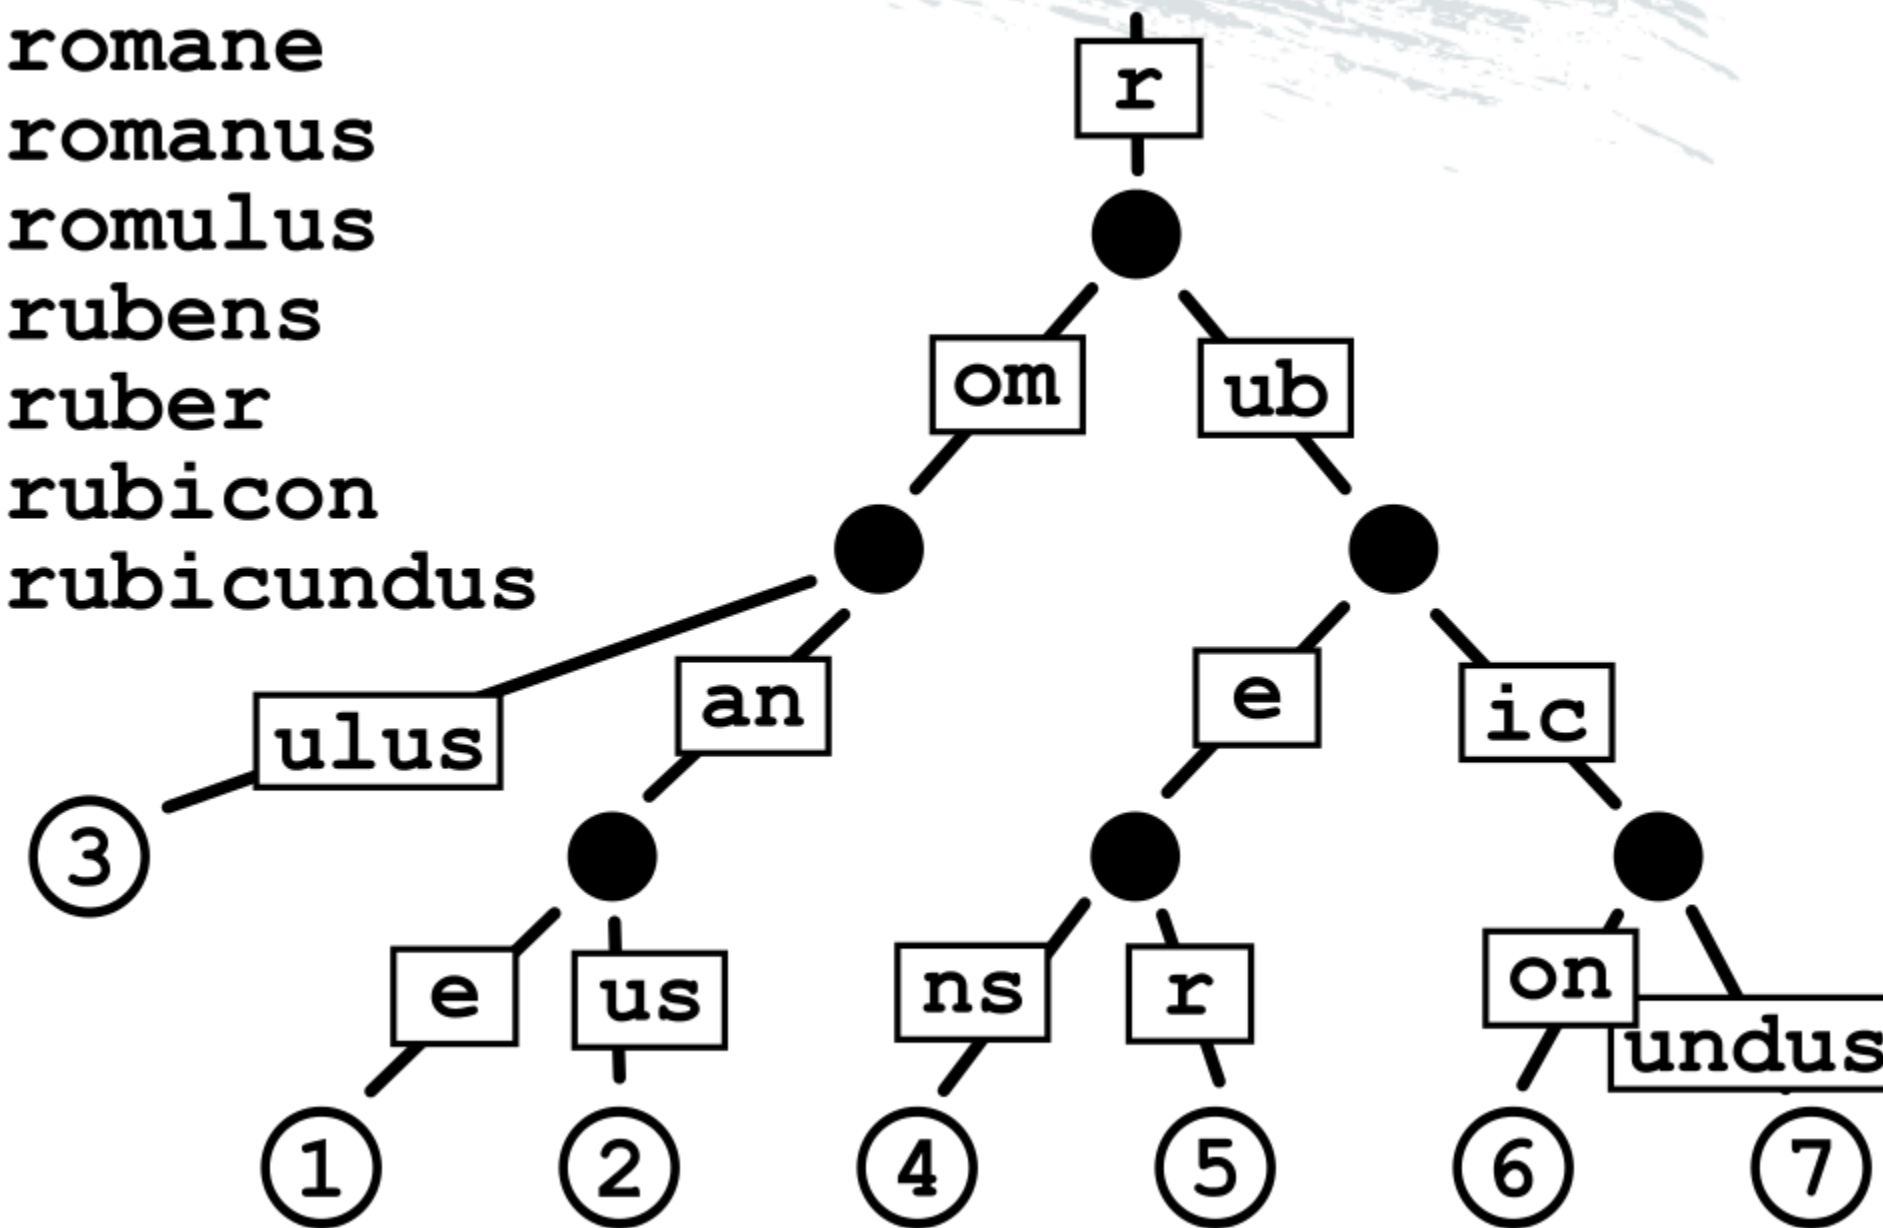 romane
romanus
romulus
rubens
ruber
rubicon
rubicundus
r
om
ub
ulus
an
e
ic
3
e
us
ns
r
on
undus
1
2
4
5
6
7